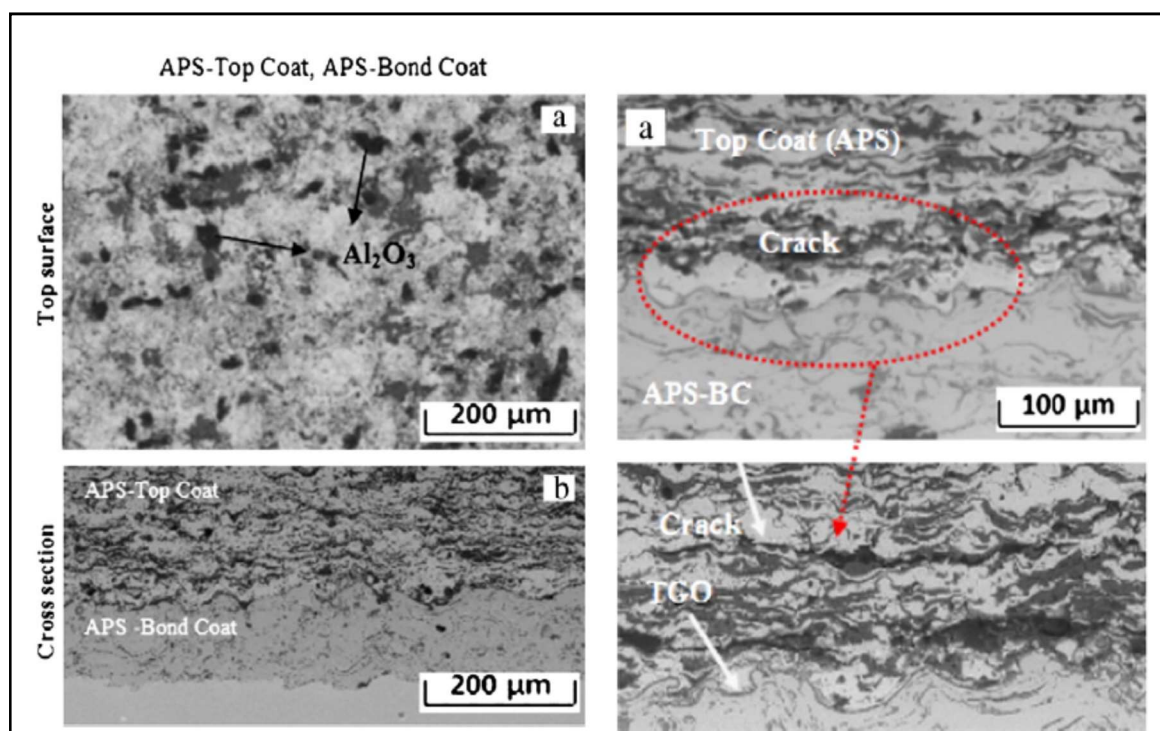 APS-Top Coat, APS-Bond Coat
Top surface
a
Al₂O₃
200 µm
Cross section
APS-Top Coat
b
APS -Bond Coat
200 µm
a
Top Coat (APS)
Crack
APS-BC
100 µm
Crack
TGO